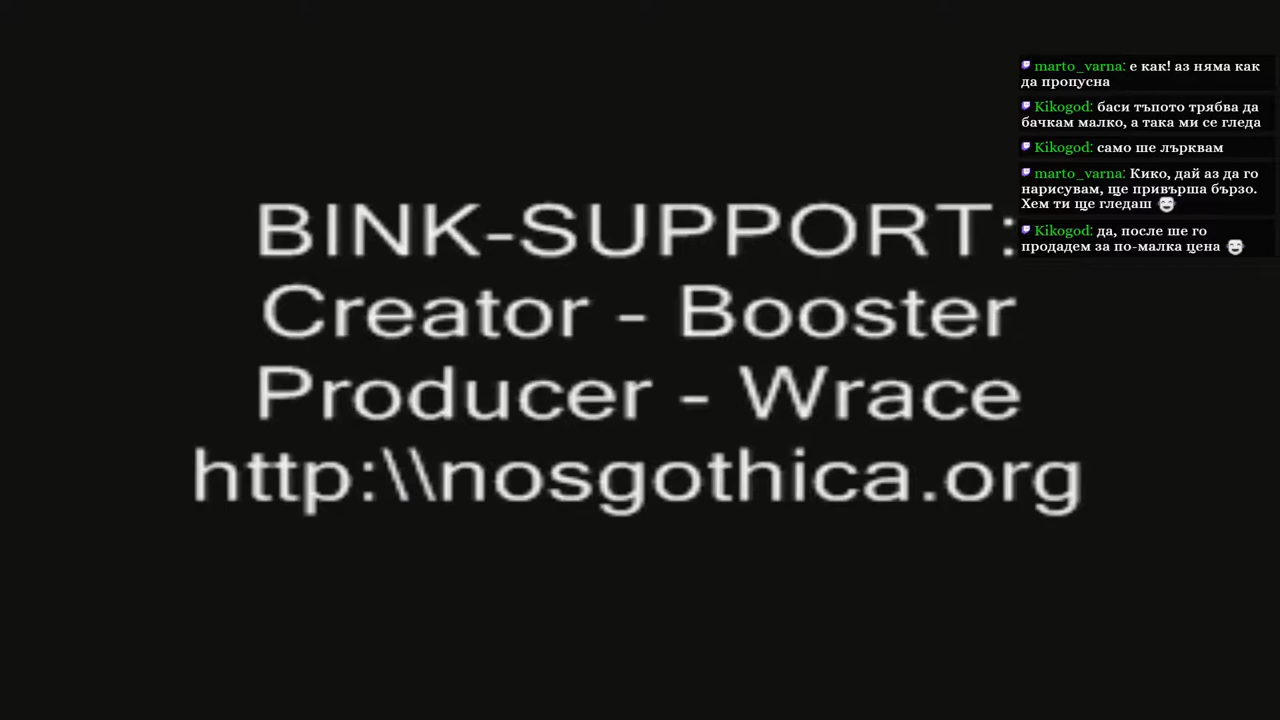 BINK-SUPPORT:
Creator - Booster
Producer - Wrace
http:\\nosgothica.org
marto_varna: е как! аз няма как
да пропусна
Kikogod: баси тъпото трябва да
бачкам малко, а така ми се гледа
Kikogod: само ше лърквам
marto_varna: Кико, дай аз да го
нарисувам, ще привърша бързо.
Хем ти ще гледаш
Kikogod: да, после ше го
продадем за по-малка цена